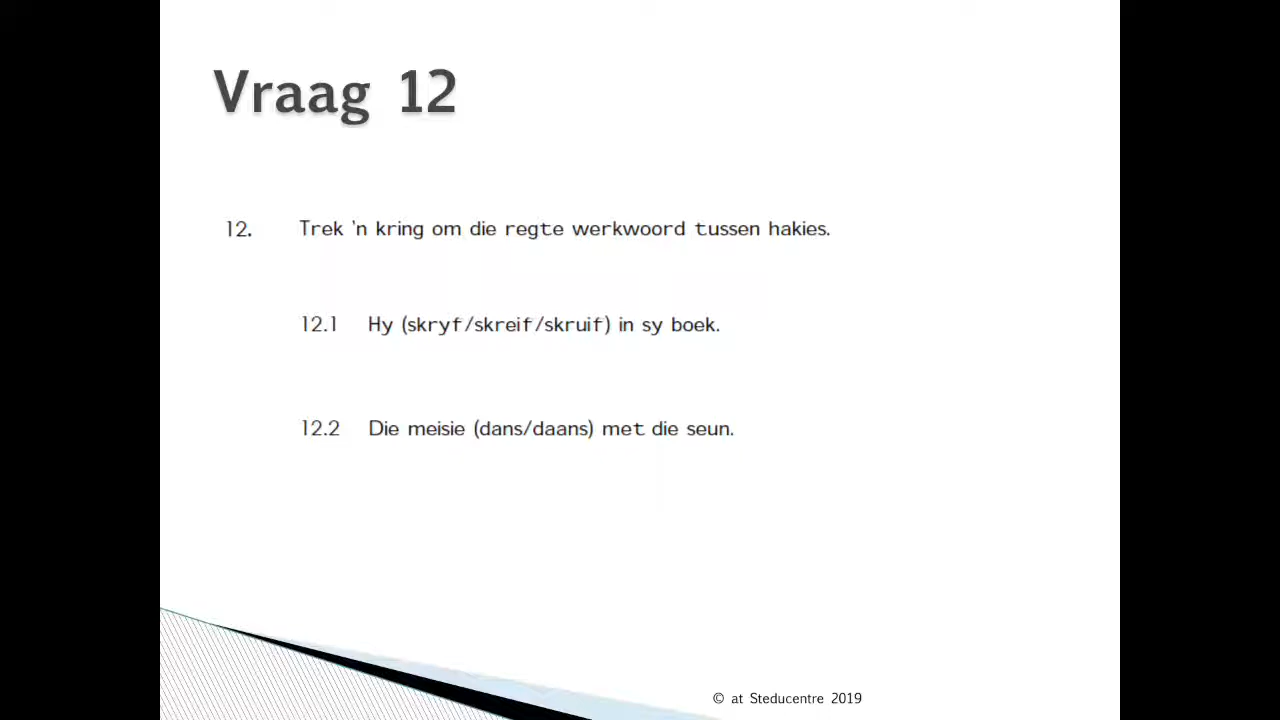 Vraag 12
12. Trek 'n kring om die regte werkwoord tussen hakies.
12.1 Hy (skryf/skreif/skruif) in sy boek.
12.2 Die meisie (dans/daans) met die seun.
© at Steducentre 2019